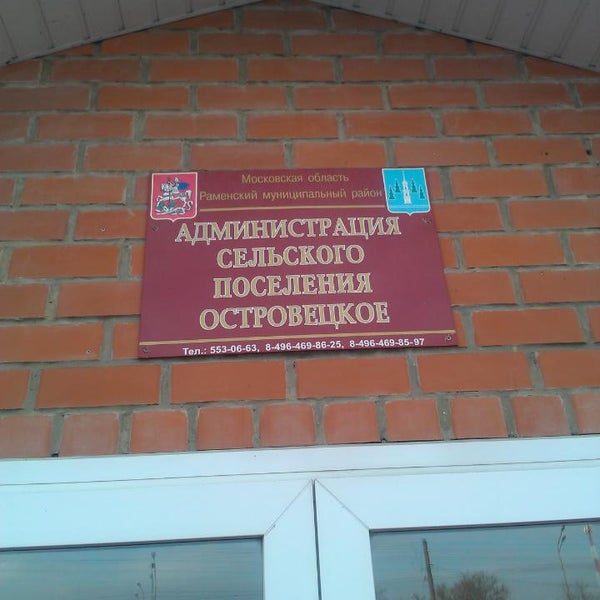 Московская область
Раменский муниципальный район
АДМИНИСТРАЦИЯ
СЕЛЬСКОГО
ПОСЕЛЕНИЯ
ОСТРОВЕЦКОЕ
Тел.: 553-06-63, 8-496-469-86-25, 8-496-469-85-97